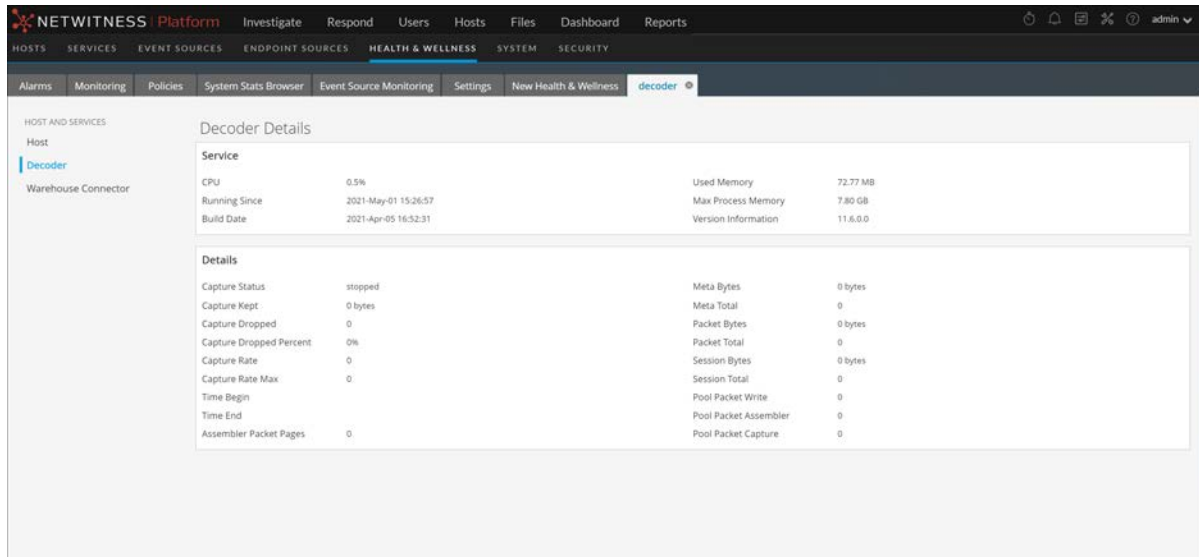 NETWITNESS Platform Investigate Respond Users Hosts Files Dashboard Reports admin
HOSTS SERVICES EVENT SOURCES ENDPOINT SOURCES HEALTH & WELLNESS SYSTEM SECURITY
Alarms Monitoring Policies System Stats Browser Event Source Monitoring Settings New Health & Wellness decoder
HOST AND SERVICES
Host
Decoder
Warehouse Connector
Decoder Details
Service
CPU 0.5% Used Memory 72.77 MB
Running Since 2021-May-01 15:26:57 Max Process Memory 7.80 GB
Build Date 2021-Apr-05 16:52:31 Version Information 11.6.0.0
Details
Capture Status stopped Meta Bytes 0 bytes
Capture Kept 0 bytes Meta Total 0
Capture Dropped 0 Packet Bytes 0 bytes
Capture Dropped Percent 0% Packet Total 0
Capture Rate 0 Session Bytes 0 bytes
Capture Rate Max 0 Session Total 0
Time Begin Pool Packet Write 0
Time End Pool Packet Assembler 0
Assembler Packet Pages 0 Pool Packet Capture 0